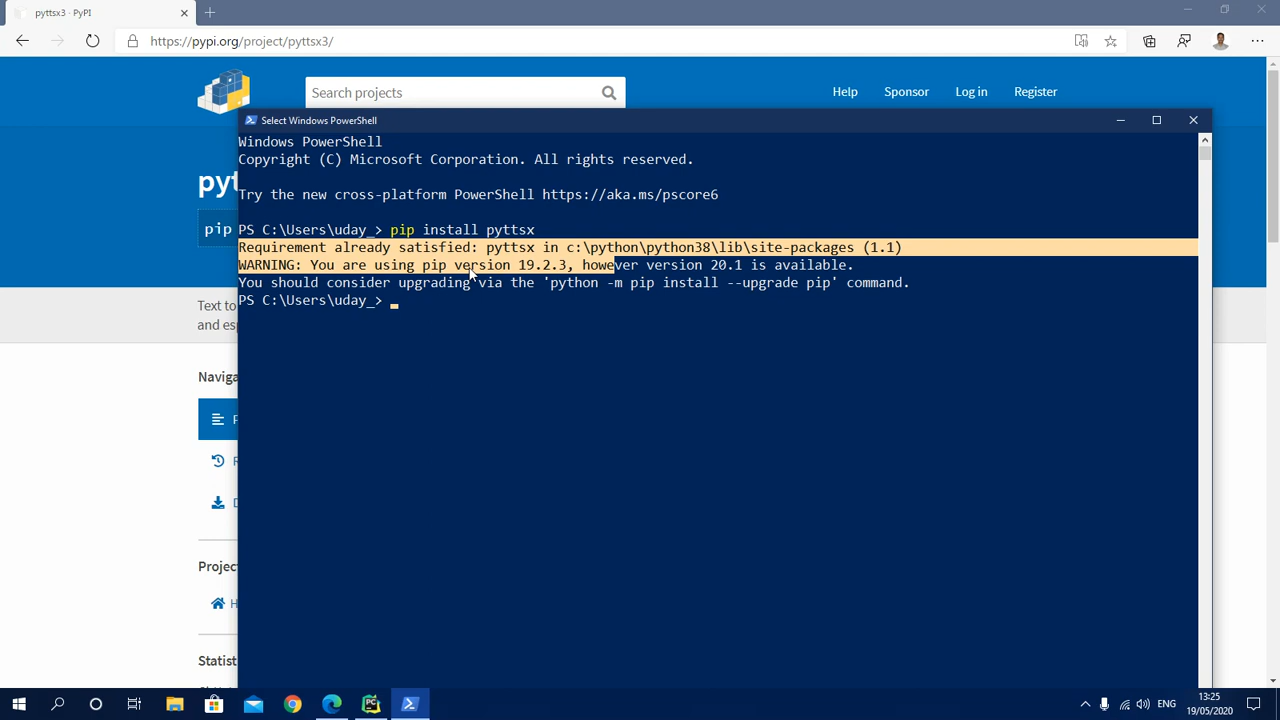 pyttsx3 · PyPI
https://pypi.org/project/pyttsx3/
Search projects
Help
Sponsor
Log in
Register
Select Windows PowerShell
Windows PowerShell
Copyright (C) Microsoft Corporation. All rights reserved.
Try the new cross-platform PowerShell https://aka.ms/pscore6
PS C:\Users\uday_> pip install pyttsx
Requirement already satisfied: pyttsx in c:\python\python38\lib\site-packages (1.1)
WARNING: You are using pip version 19.2.3, however version 20.1 is available.
You should consider upgrading via the 'python -m pip install --upgrade pip' command.
PS C:\Users\uday_>
pyt
pip
Text to
and es
Naviga
Project
H
Statist
ENG
13:25
19/05/2020